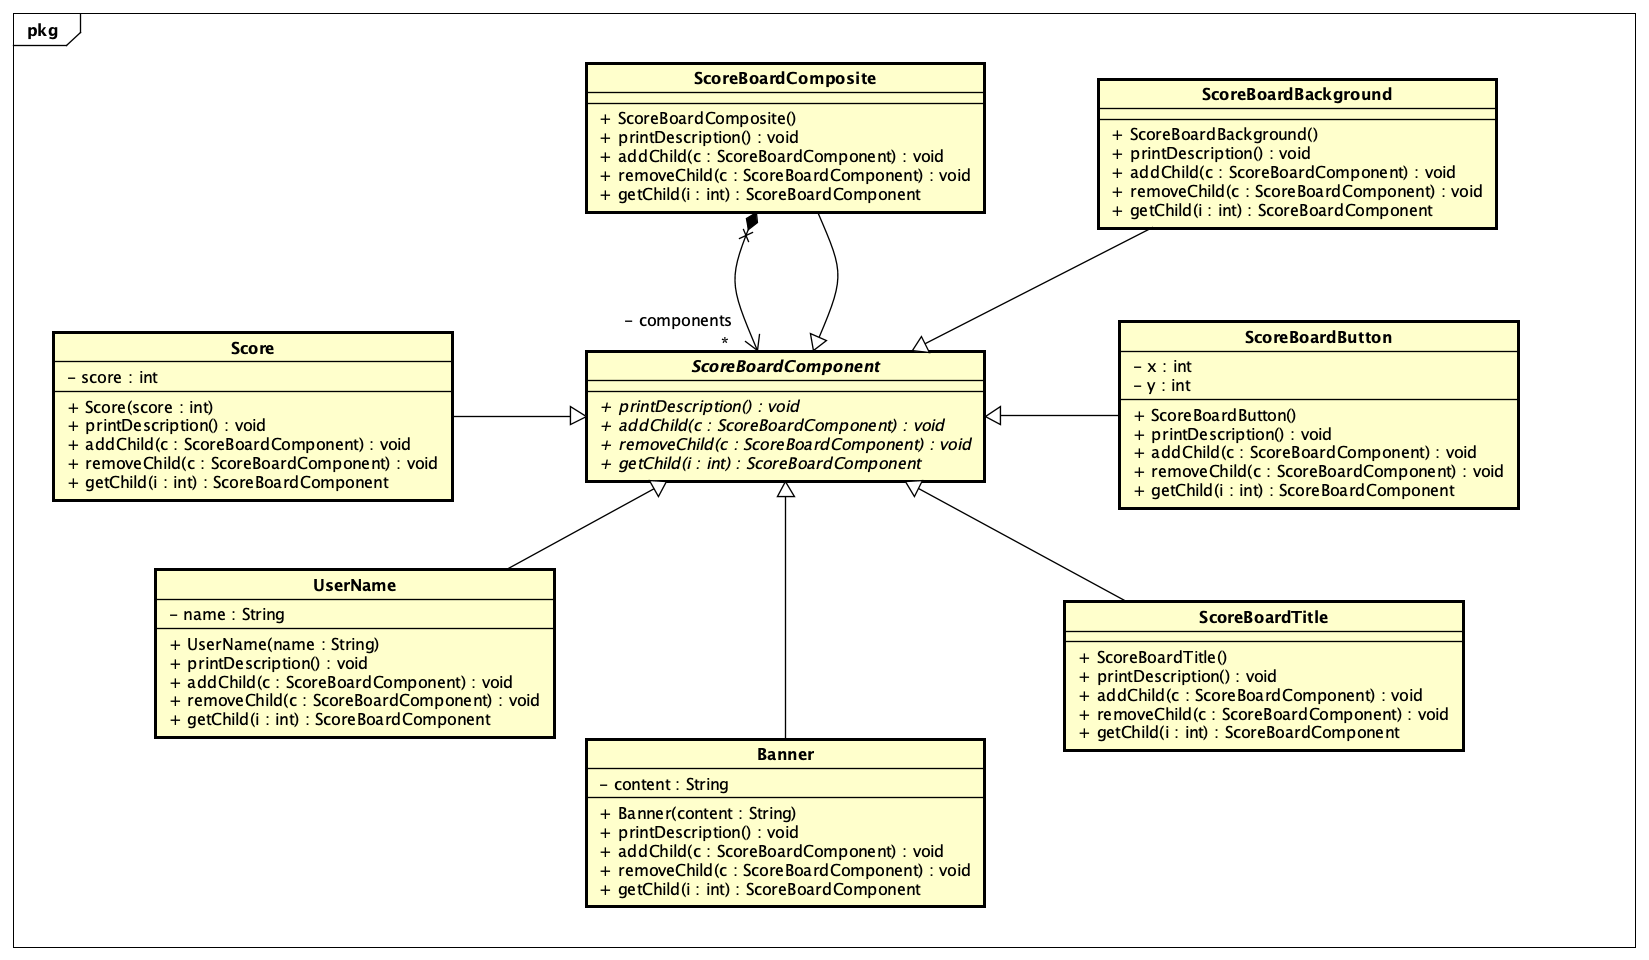 pkg
ScoreBoardComposite
+ ScoreBoardComposite()
+ printDescription() : void
+ addChild(c : ScoreBoardComponent) : void
+ removeChild(c : ScoreBoardComponent) : void
+ getChild(i : int) : ScoreBoardComponent
ScoreBoardBackground
+ ScoreBoardBackground()
+ printDescription() : void
+ addChild(c : ScoreBoardComponent) : void
+ removeChild(c : ScoreBoardComponent) : void
+ getChild(i : int) : ScoreBoardComponent
- components
*
Score
- score : int
+ Score(score : int)
+ printDescription() : void
+ addChild(c : ScoreBoardComponent) : void
+ removeChild(c : ScoreBoardComponent) : void
+ getChild(i : int) : ScoreBoardComponent
ScoreBoardComponent
+ printDescription() : void
+ addChild(c : ScoreBoardComponent) : void
+ removeChild(c : ScoreBoardComponent) : void
+ getChild(i : int) : ScoreBoardComponent
ScoreBoardButton
- x : int
- y : int
+ ScoreBoardButton()
+ printDescription() : void
+ addChild(c : ScoreBoardComponent) : void
+ removeChild(c : ScoreBoardComponent) : void
+ getChild(i : int) : ScoreBoardComponent
UserName
- name : String
+ UserName(name : String)
+ printDescription() : void
+ addChild(c : ScoreBoardComponent) : void
+ removeChild(c : ScoreBoardComponent) : void
+ getChild(i : int) : ScoreBoardComponent
ScoreBoardTitle
+ ScoreBoardTitle()
+ printDescription() : void
+ addChild(c : ScoreBoardComponent) : void
+ removeChild(c : ScoreBoardComponent) : void
+ getChild(i : int) : ScoreBoardComponent
Banner
- content : String
+ Banner(content : String)
+ printDescription() : void
+ addChild(c : ScoreBoardComponent) : void
+ removeChild(c : ScoreBoardComponent) : void
+ getChild(i : int) : ScoreBoardComponent